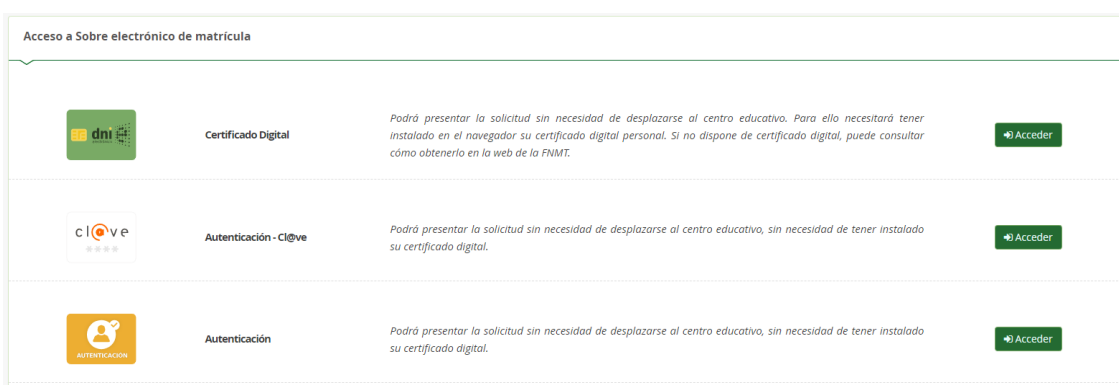 Acceso a Sobre electrónico de matrícula
dni
Certificado Digital
Podrá presentar la solicitud sin necesidad de desplazarse al centro educativo. Para ello necesitará tener
instalado en el navegador su certificado digital personal. Si no dispone de certificado digital, puede consultar
cómo obtenerlo en la web de la FNMT.
Acceder
cl@ve
Autenticación - Cl@ve
Podrá presentar la solicitud sin necesidad de desplazarse al centro educativo, sin necesidad de tener instalado
su certificado digital.
Acceder
AUTENTICACIÓN
Autenticación
Podrá presentar la solicitud sin necesidad de desplazarse al centro educativo, sin necesidad de tener instalado
su certificado digital.
Acceder